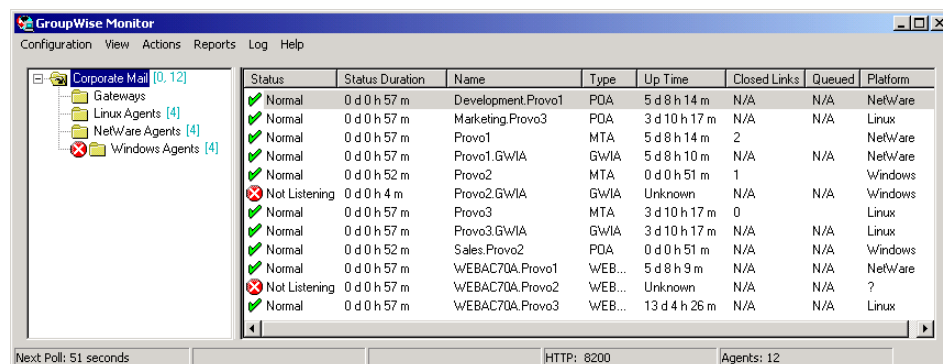 GroupWise Monitor
Configuration View Actions Reports Log Help
Corporate Mail [0, 12]
Gateways
Linux Agents [4]
NetWare Agents [4]
Windows Agents [4]
Status Status Duration Name Type Up Time Closed Links Queued Platform
Normal 0 d 0 h 57 m Development.Provo1 POA 5 d 8 h 14 m N/A N/A NetWare
Normal 0 d 0 h 57 m Marketing.Provo3 POA 3 d 10 h 17 m N/A N/A Linux
Normal 0 d 0 h 57 m Provo1 MTA 5 d 8 h 14 m 2 NetWare
Normal 0 d 0 h 57 m Provo1.GWIA GWIA 5 d 8 h 10 m N/A N/A NetWare
Normal 0 d 0 h 52 m Provo2 MTA 0 d 0 h 51 m 1 Windows
Not Listening 0 d 0 h 4 m Provo2.GWIA GWIA Unknown N/A N/A Windows
Normal 0 d 0 h 57 m Provo3 MTA 3 d 10 h 17 m 0 Linux
Normal 0 d 0 h 57 m Provo3.GWIA GWIA 3 d 10 h 17 m N/A N/A Linux
Normal 0 d 0 h 52 m Sales.Provo2 POA 0 d 0 h 51 m N/A N/A Windows
Normal 0 d 0 h 57 m WEBAC70A.Provo1 WEB... 5 d 8 h 9 m N/A N/A NetWare
Not Listening 0 d 0 h 57 m WEBAC70A.Provo2 WEB... Unknown N/A N/A ?
Normal 0 d 0 h 57 m WEBAC70A.Provo3 WEB... 13 d 4 h 26 m N/A N/A Linux
Next Poll: 51 seconds HTTP: 8200 Agents: 12